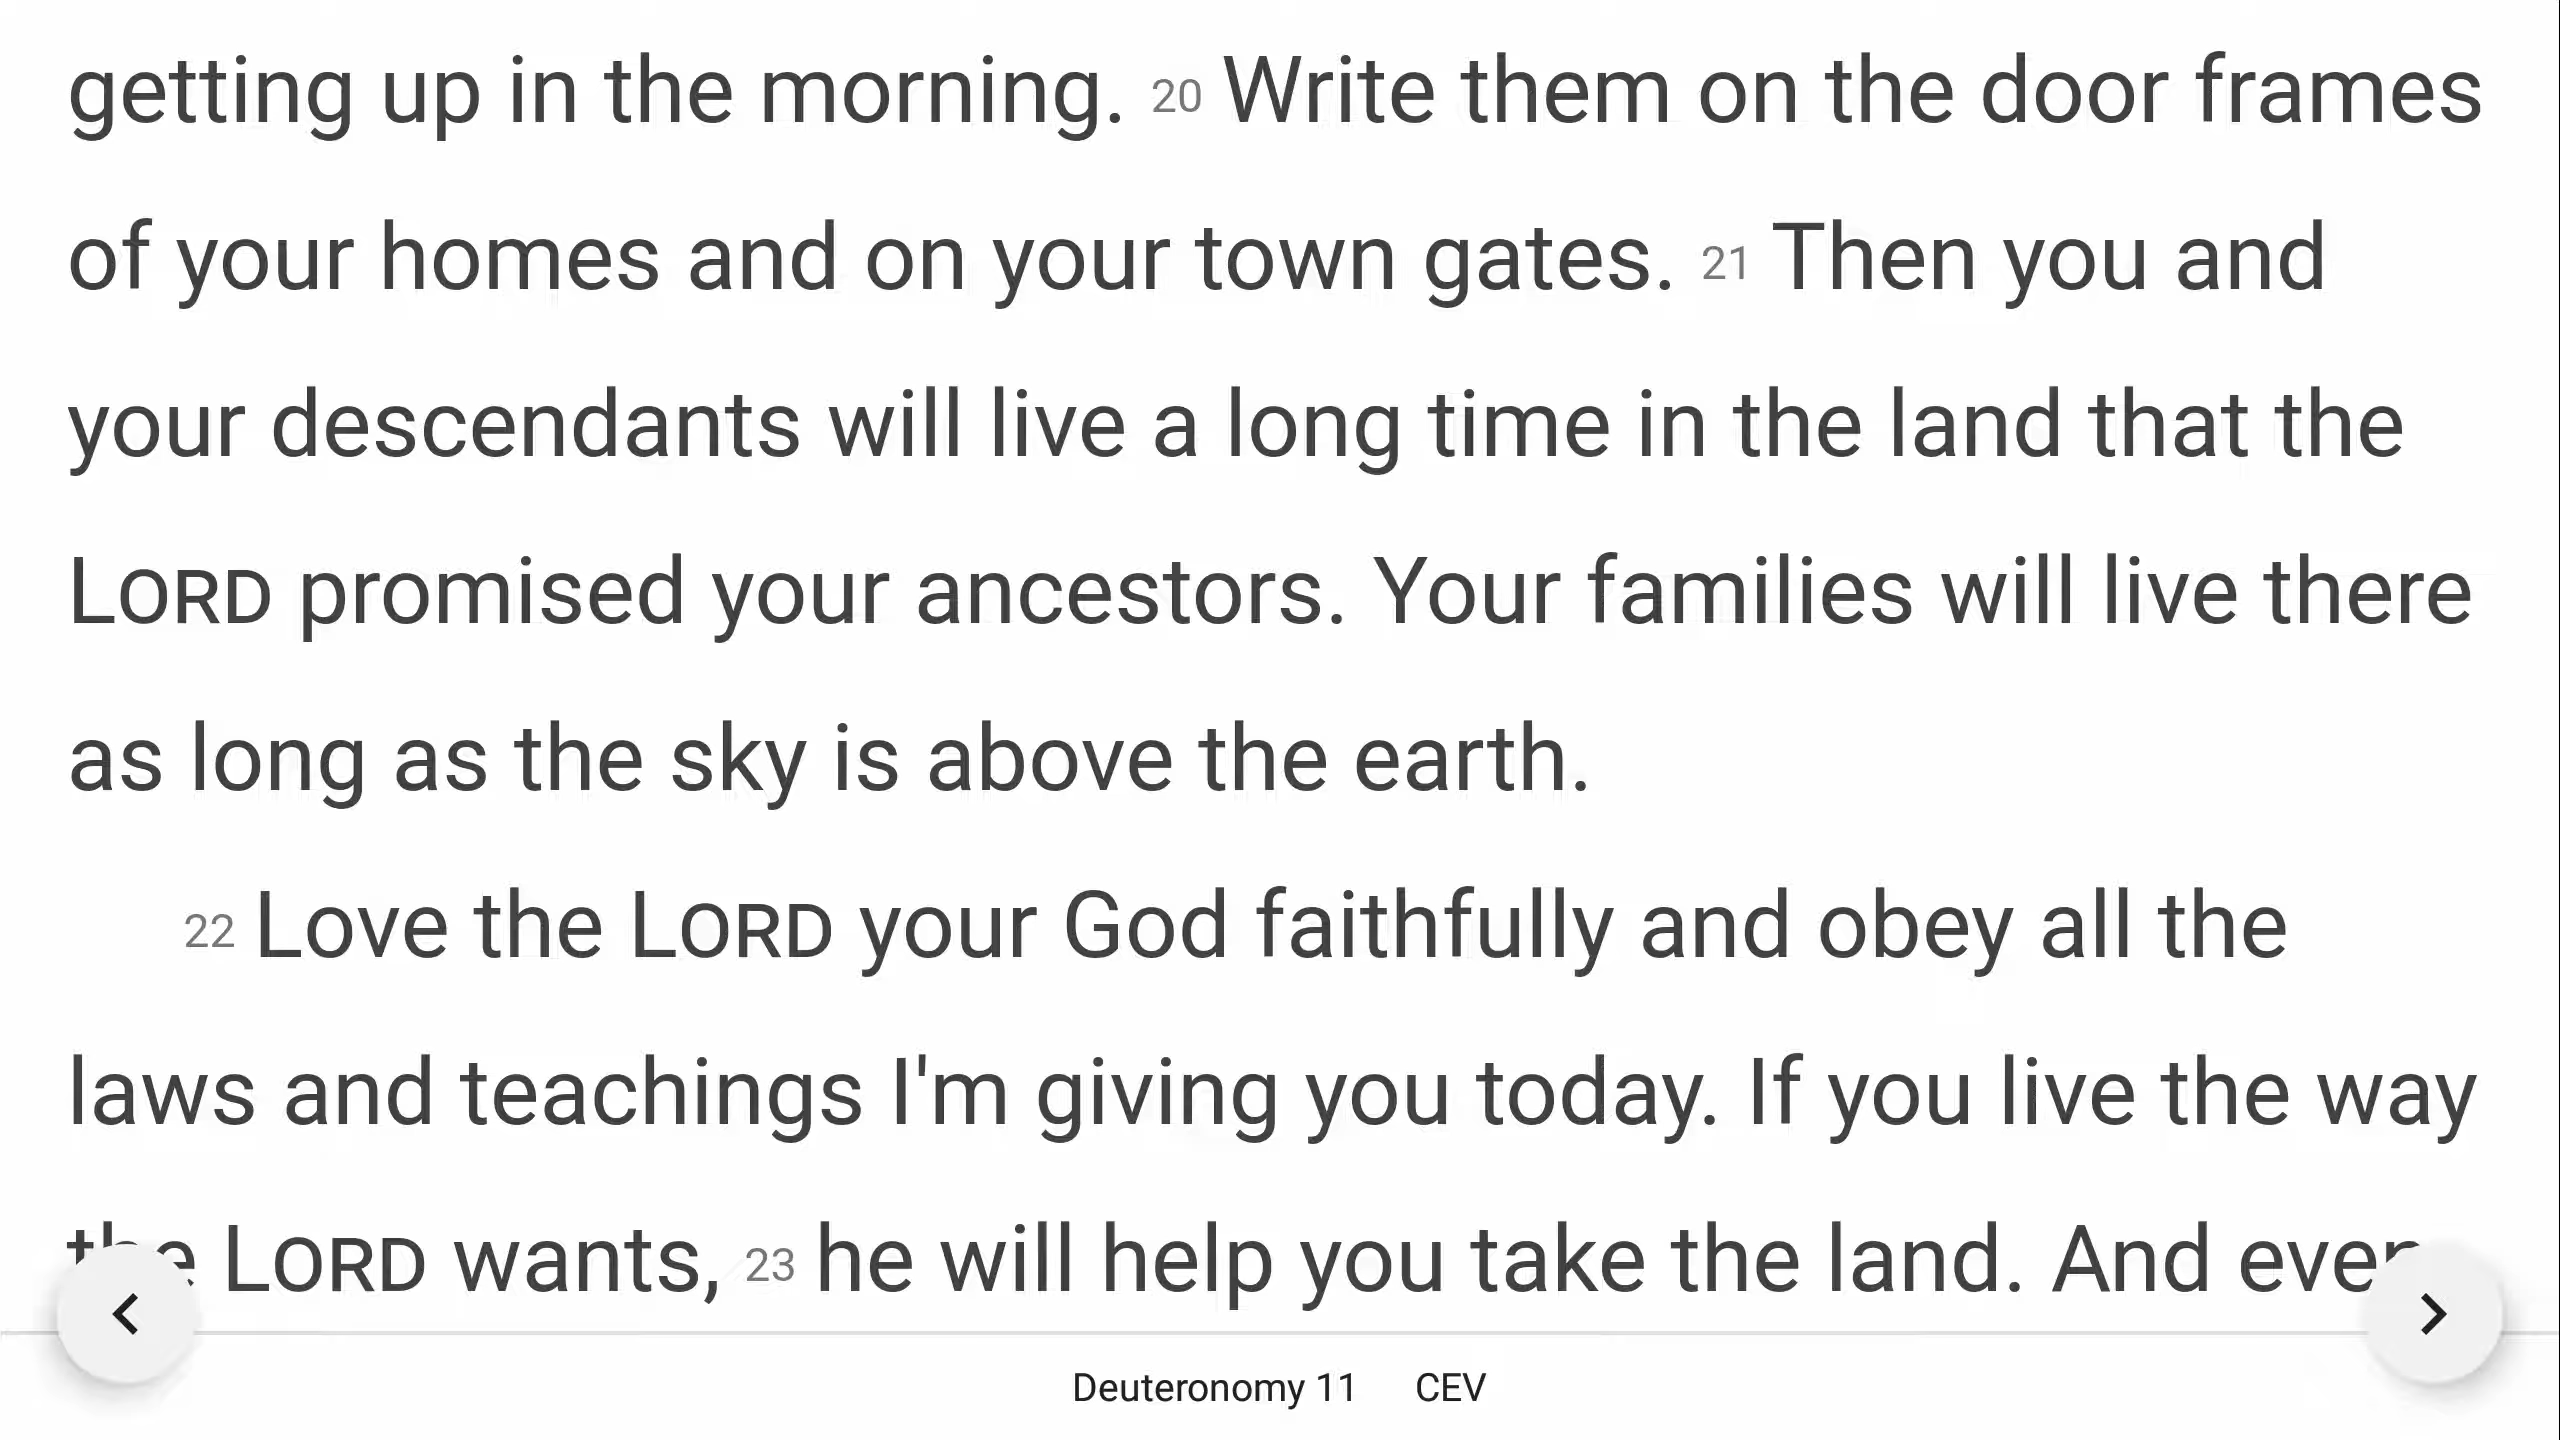 getting up in the morning. 20 Write them on the door frames
of your homes and on your town gates. 21 Then you and
your descendants will live a long time in the land that the
LORD promised your ancestors. Your families will live there
as long as the sky is above the earth.
22 Love the LORD your God faithfully and obey all the
laws and teachings I'm giving you today. If you live the way
the LORD wants, 23 he will help you take the land. And even
Deuteronomy 11 CEV